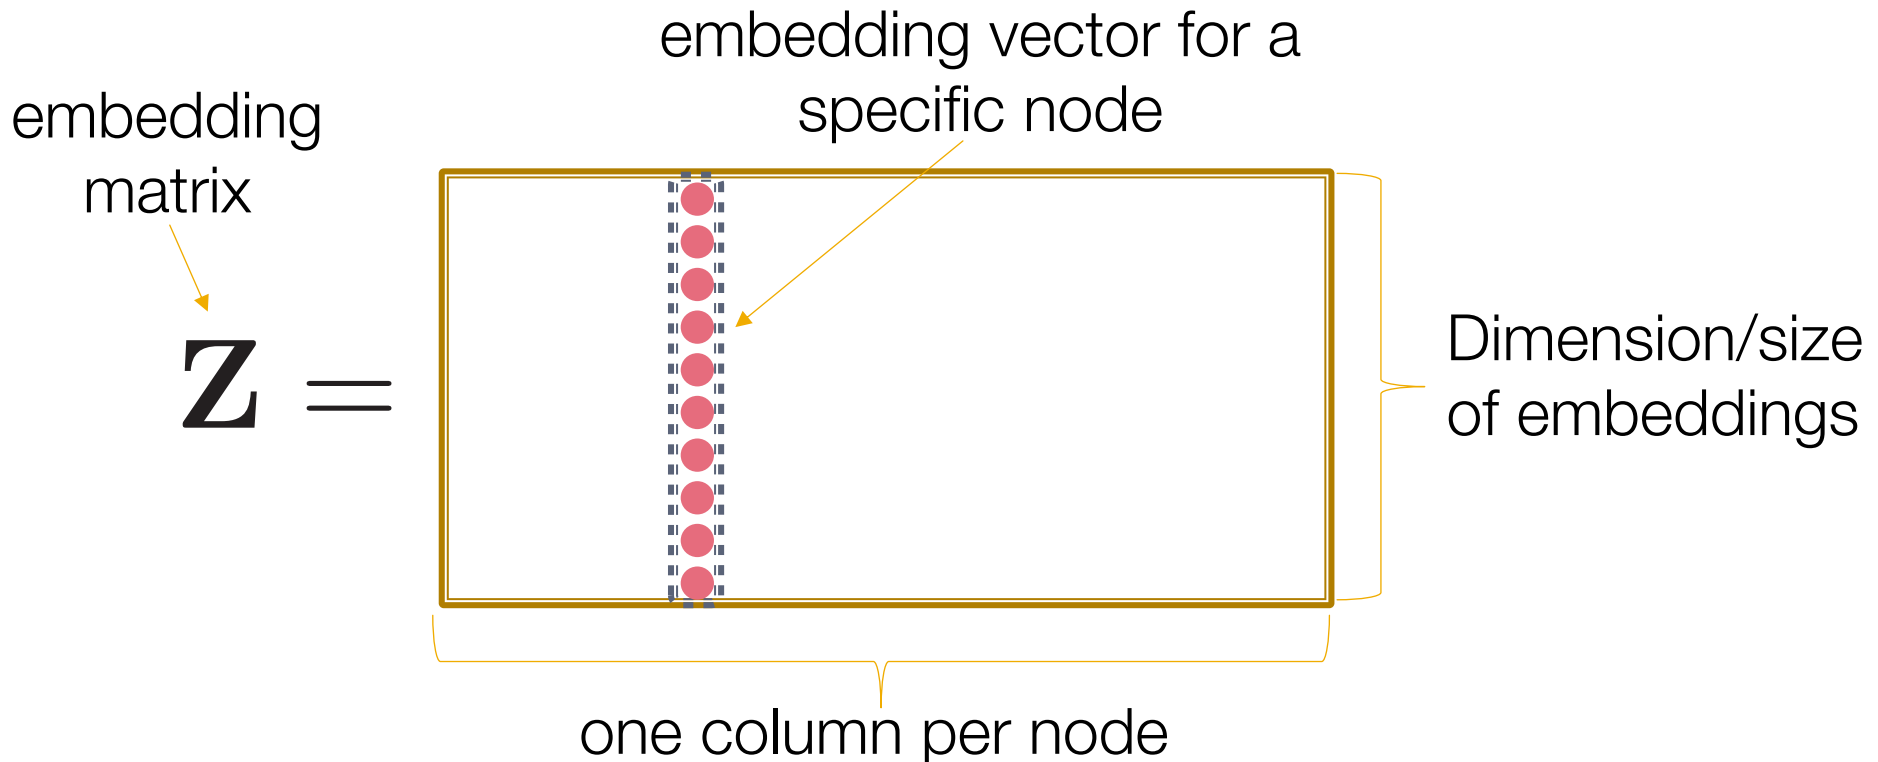 embedding vector for a
specific node
embedding
matrix
Z =
Dimension/size
of embeddings
one column per node